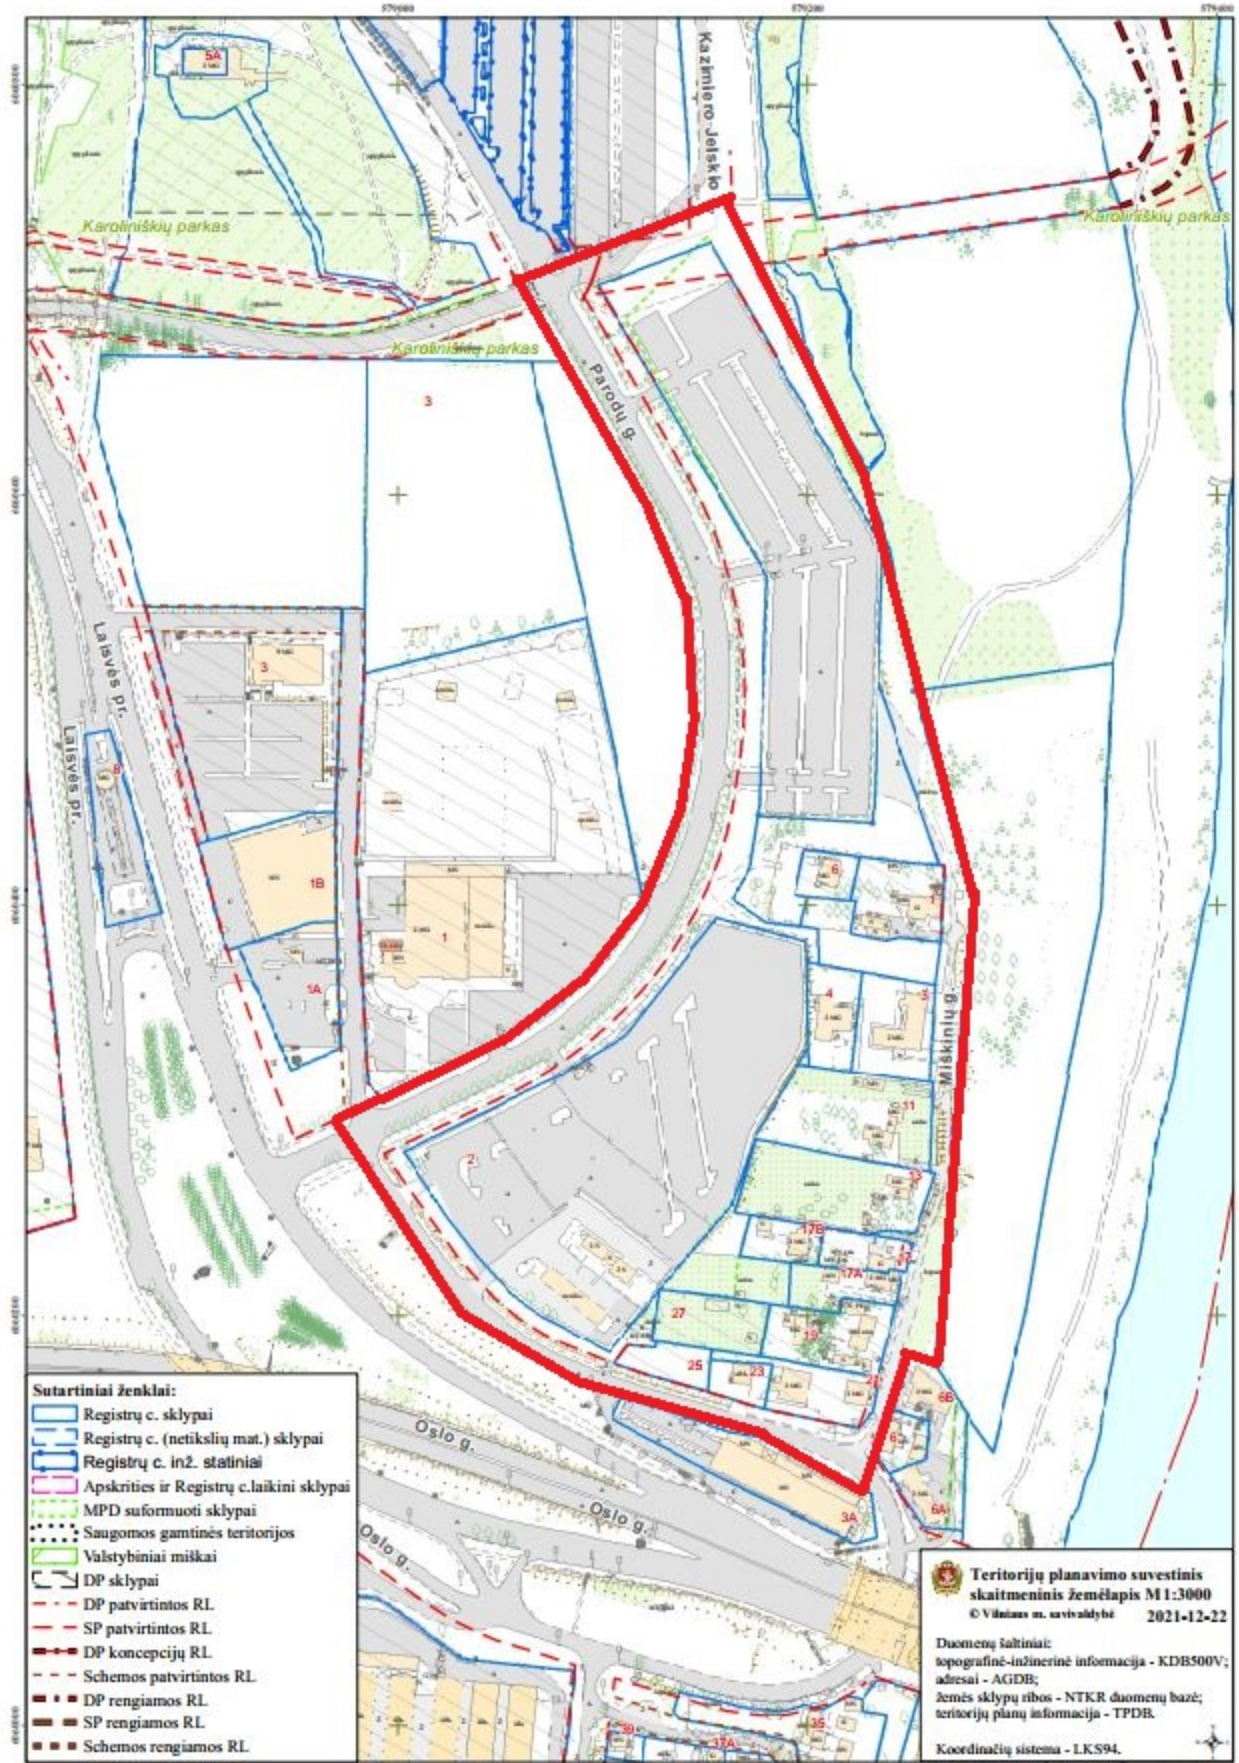 579000
579200
5A
Kazimiero Jelskio
Karoliniškių parkas
Karoliniškių parkas
Karoliniškių parkas
3
Parodų g.
Laisvės pr.
3
Laisvės pr.
8
6
1B
1
1
1A
4
3
Miškinių g.
11
2
13
17B
17
17A
27
19
25
23
21
6B
6
Oslo g.
Oslo g.
3A
6A
Oslo g.
39
37A
35
Sutartiniai ženklai:
Registrų c. sklypai
Registrų c. (netikslių mat.) sklypai
Registrų c. inž. statiniai
Apskrities ir Registrų c.laikini sklypai
MPD suformuoti sklypai
Saugomos gamtinės teritorijos
Valstybiniai miškai
DP sklypai
DP patvirtintos RL
SP patvirtintos RL
DP koncepcijų RL
Schemos patvirtintos RL
DP rengiamos RL
SP rengiamos RL
Schemos rengiamos RL
Teritorijų planavimo suvestinis
skaitmeninis žemėlapis M1:3000
© Vilniaus m. savivaldybė 2021-12-22
Duomenų šaltiniai:
topografinė-inžinerinė informacija - KDB500V;
adresai - AGDB;
žemės sklypų ribos - NTKR duomenų bazė;
teritorijų planų informacija - TPDB.
Koordinačių sistema - LKS94.